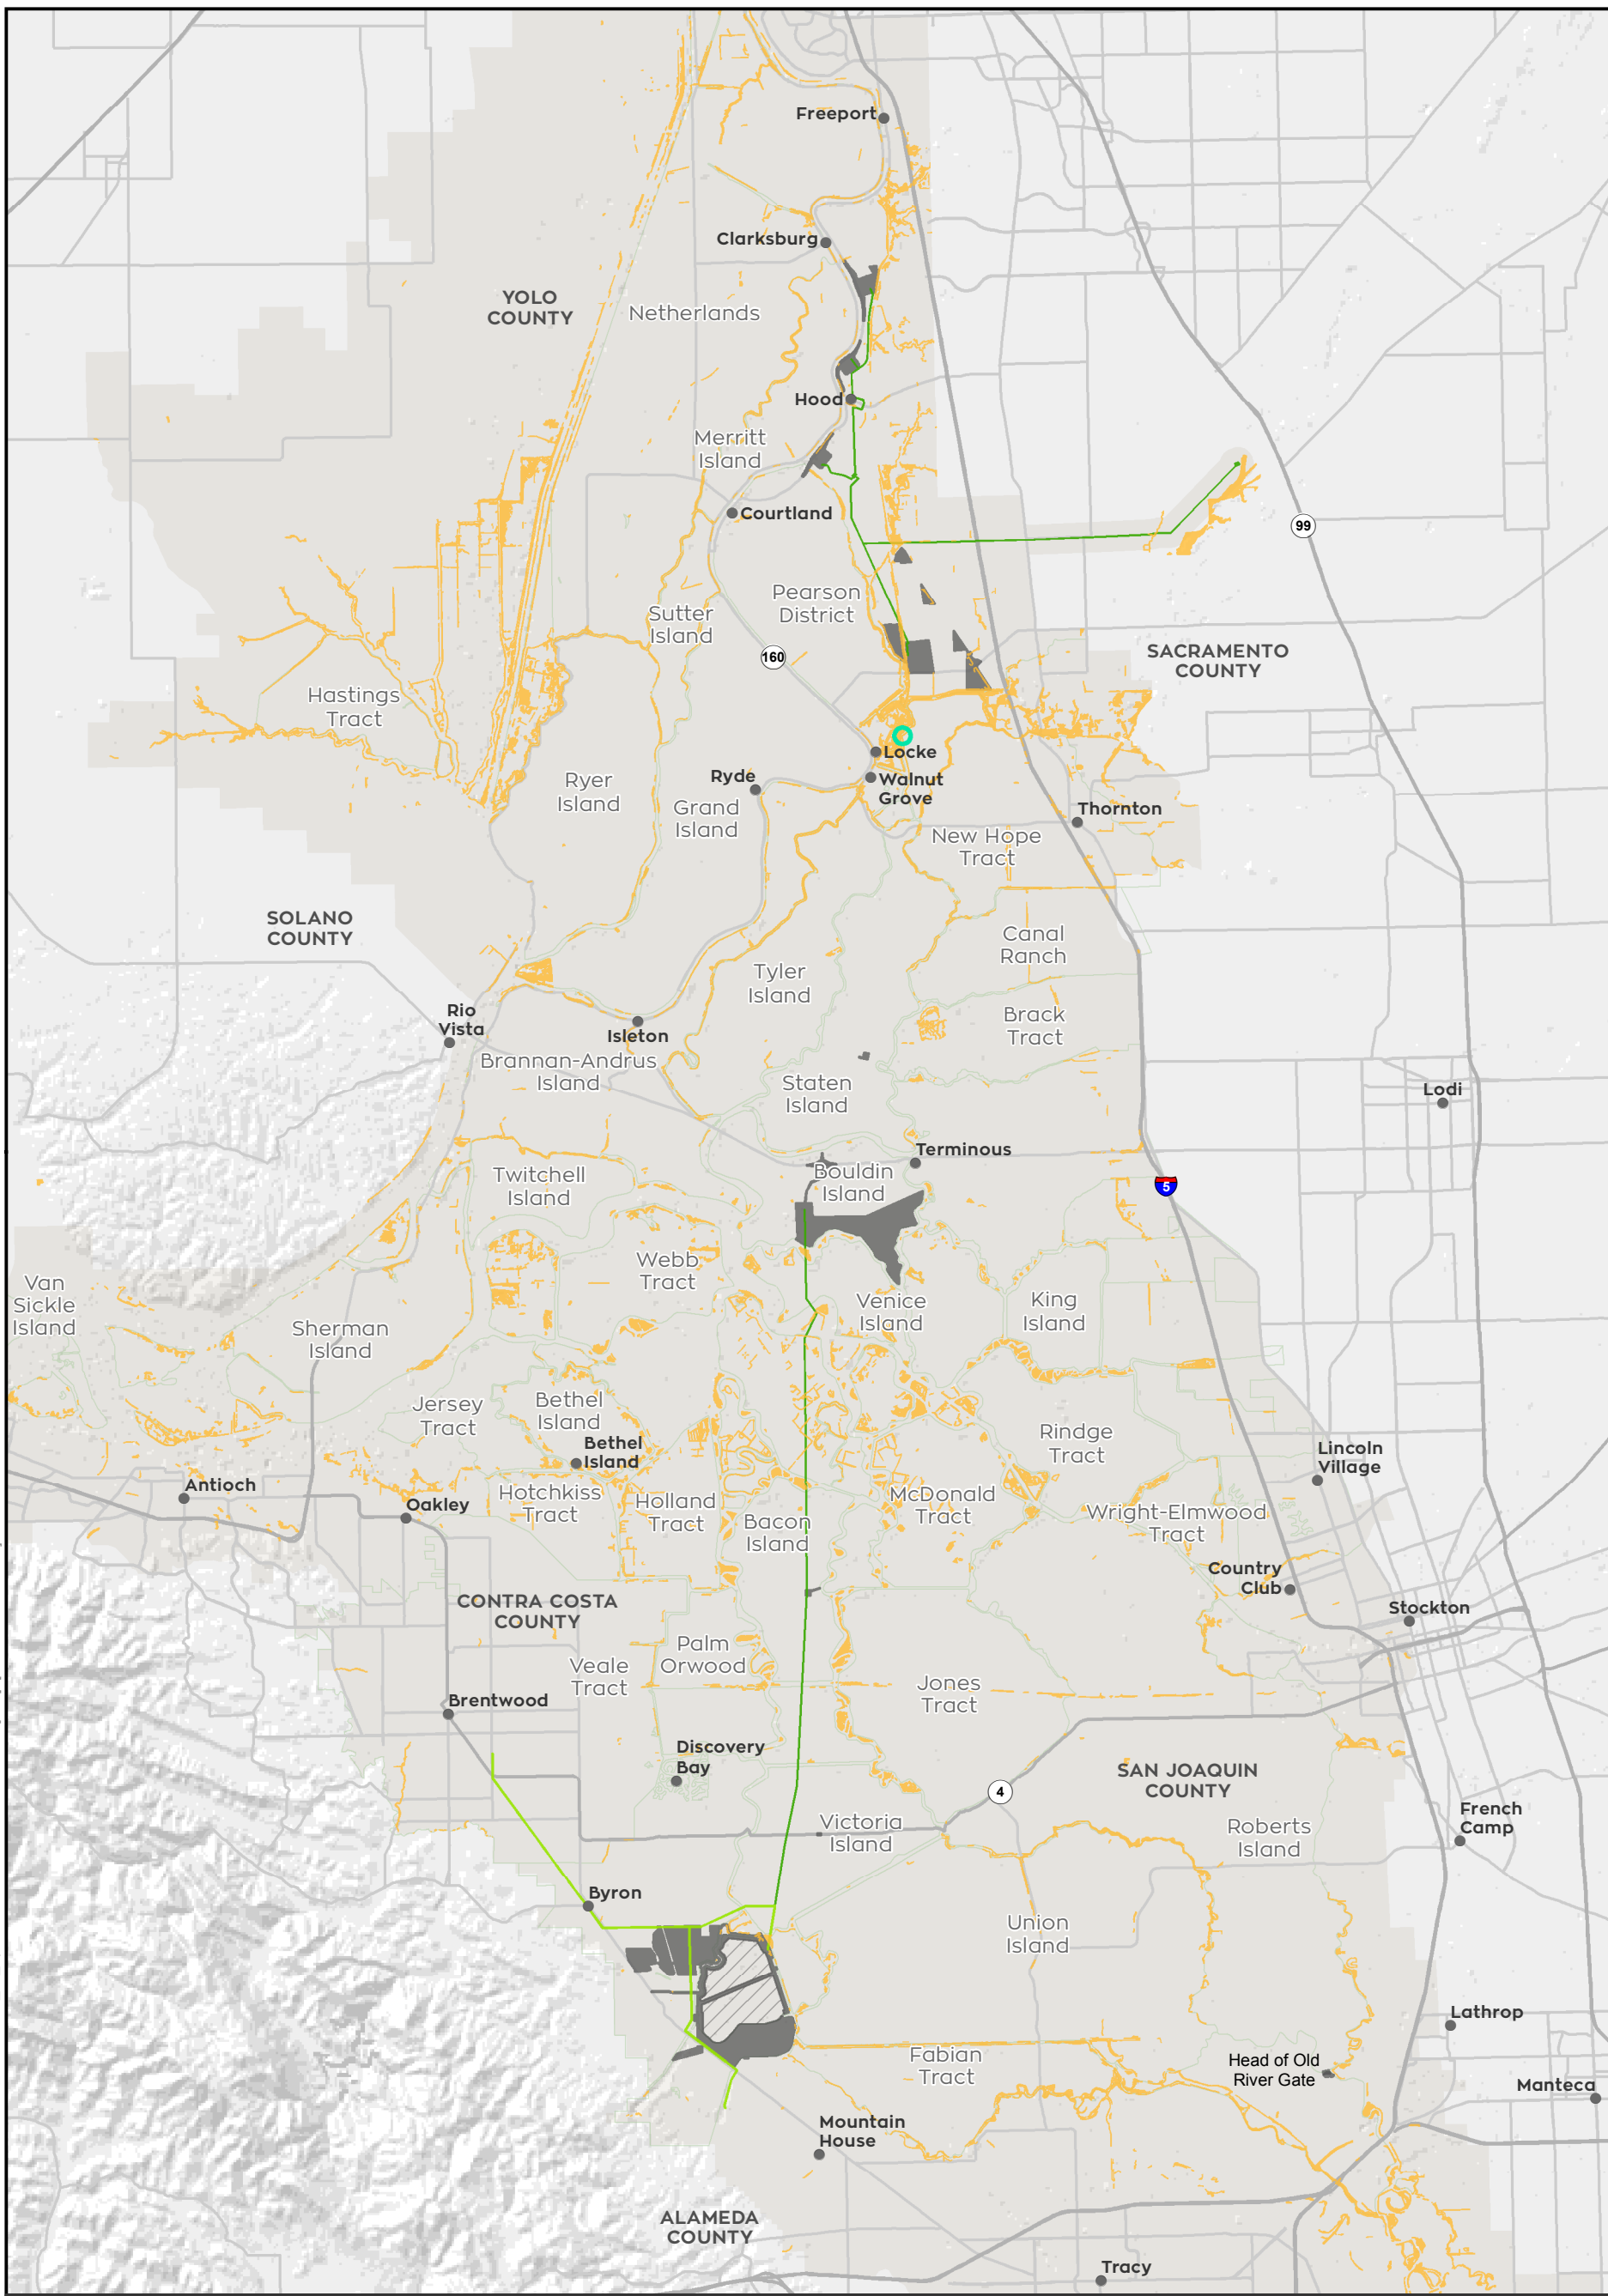 Freeport
Clarksburg
YOLO
COUNTY
Netherlands
Hood
Merritt
Island
Courtland
99
Pearson
District
Sutter
Island
160
SACRAMENTO
COUNTY
Hastings
Tract
Locke
Ryde
Walnut
Grove
Ryer
Island
Grand
Island
Thornton
New Hope
Tract
SOLANO
COUNTY
Canal
Ranch
Tyler
Island
Rio
Vista
Isleton
Brack
Tract
Brannan-Andrus
Island
Staten
Island
Lodi
Terminous
Twitchell
Island
Bouldin
Island
5
Webb
Tract
Van
Sickle
Island
Venice
Island
King
Island
Sherman
Island
Jersey
Tract
Bethel
Island
Bethel
Island
Rindge
Tract
Lincoln
Village
Antioch
Oakley
Hotchkiss
Tract
Holland
Tract
McDonald
Tract
Bacon
Island
Wright-Elmwood
Tract
Country
Club
CONTRA COSTA
COUNTY
Stockton
Palm
Orwood
Veale
Tract
Jones
Tract
Brentwood
Discovery
Bay
SAN JOAQUIN
COUNTY
4
Victoria
Island
Roberts
Island
French
Camp
Byron
Union
Island
Lathrop
Fabian
Tract
Head of Old
River Gate
Manteca
Mountain
House
ALAMEDA
COUNTY
Tracy